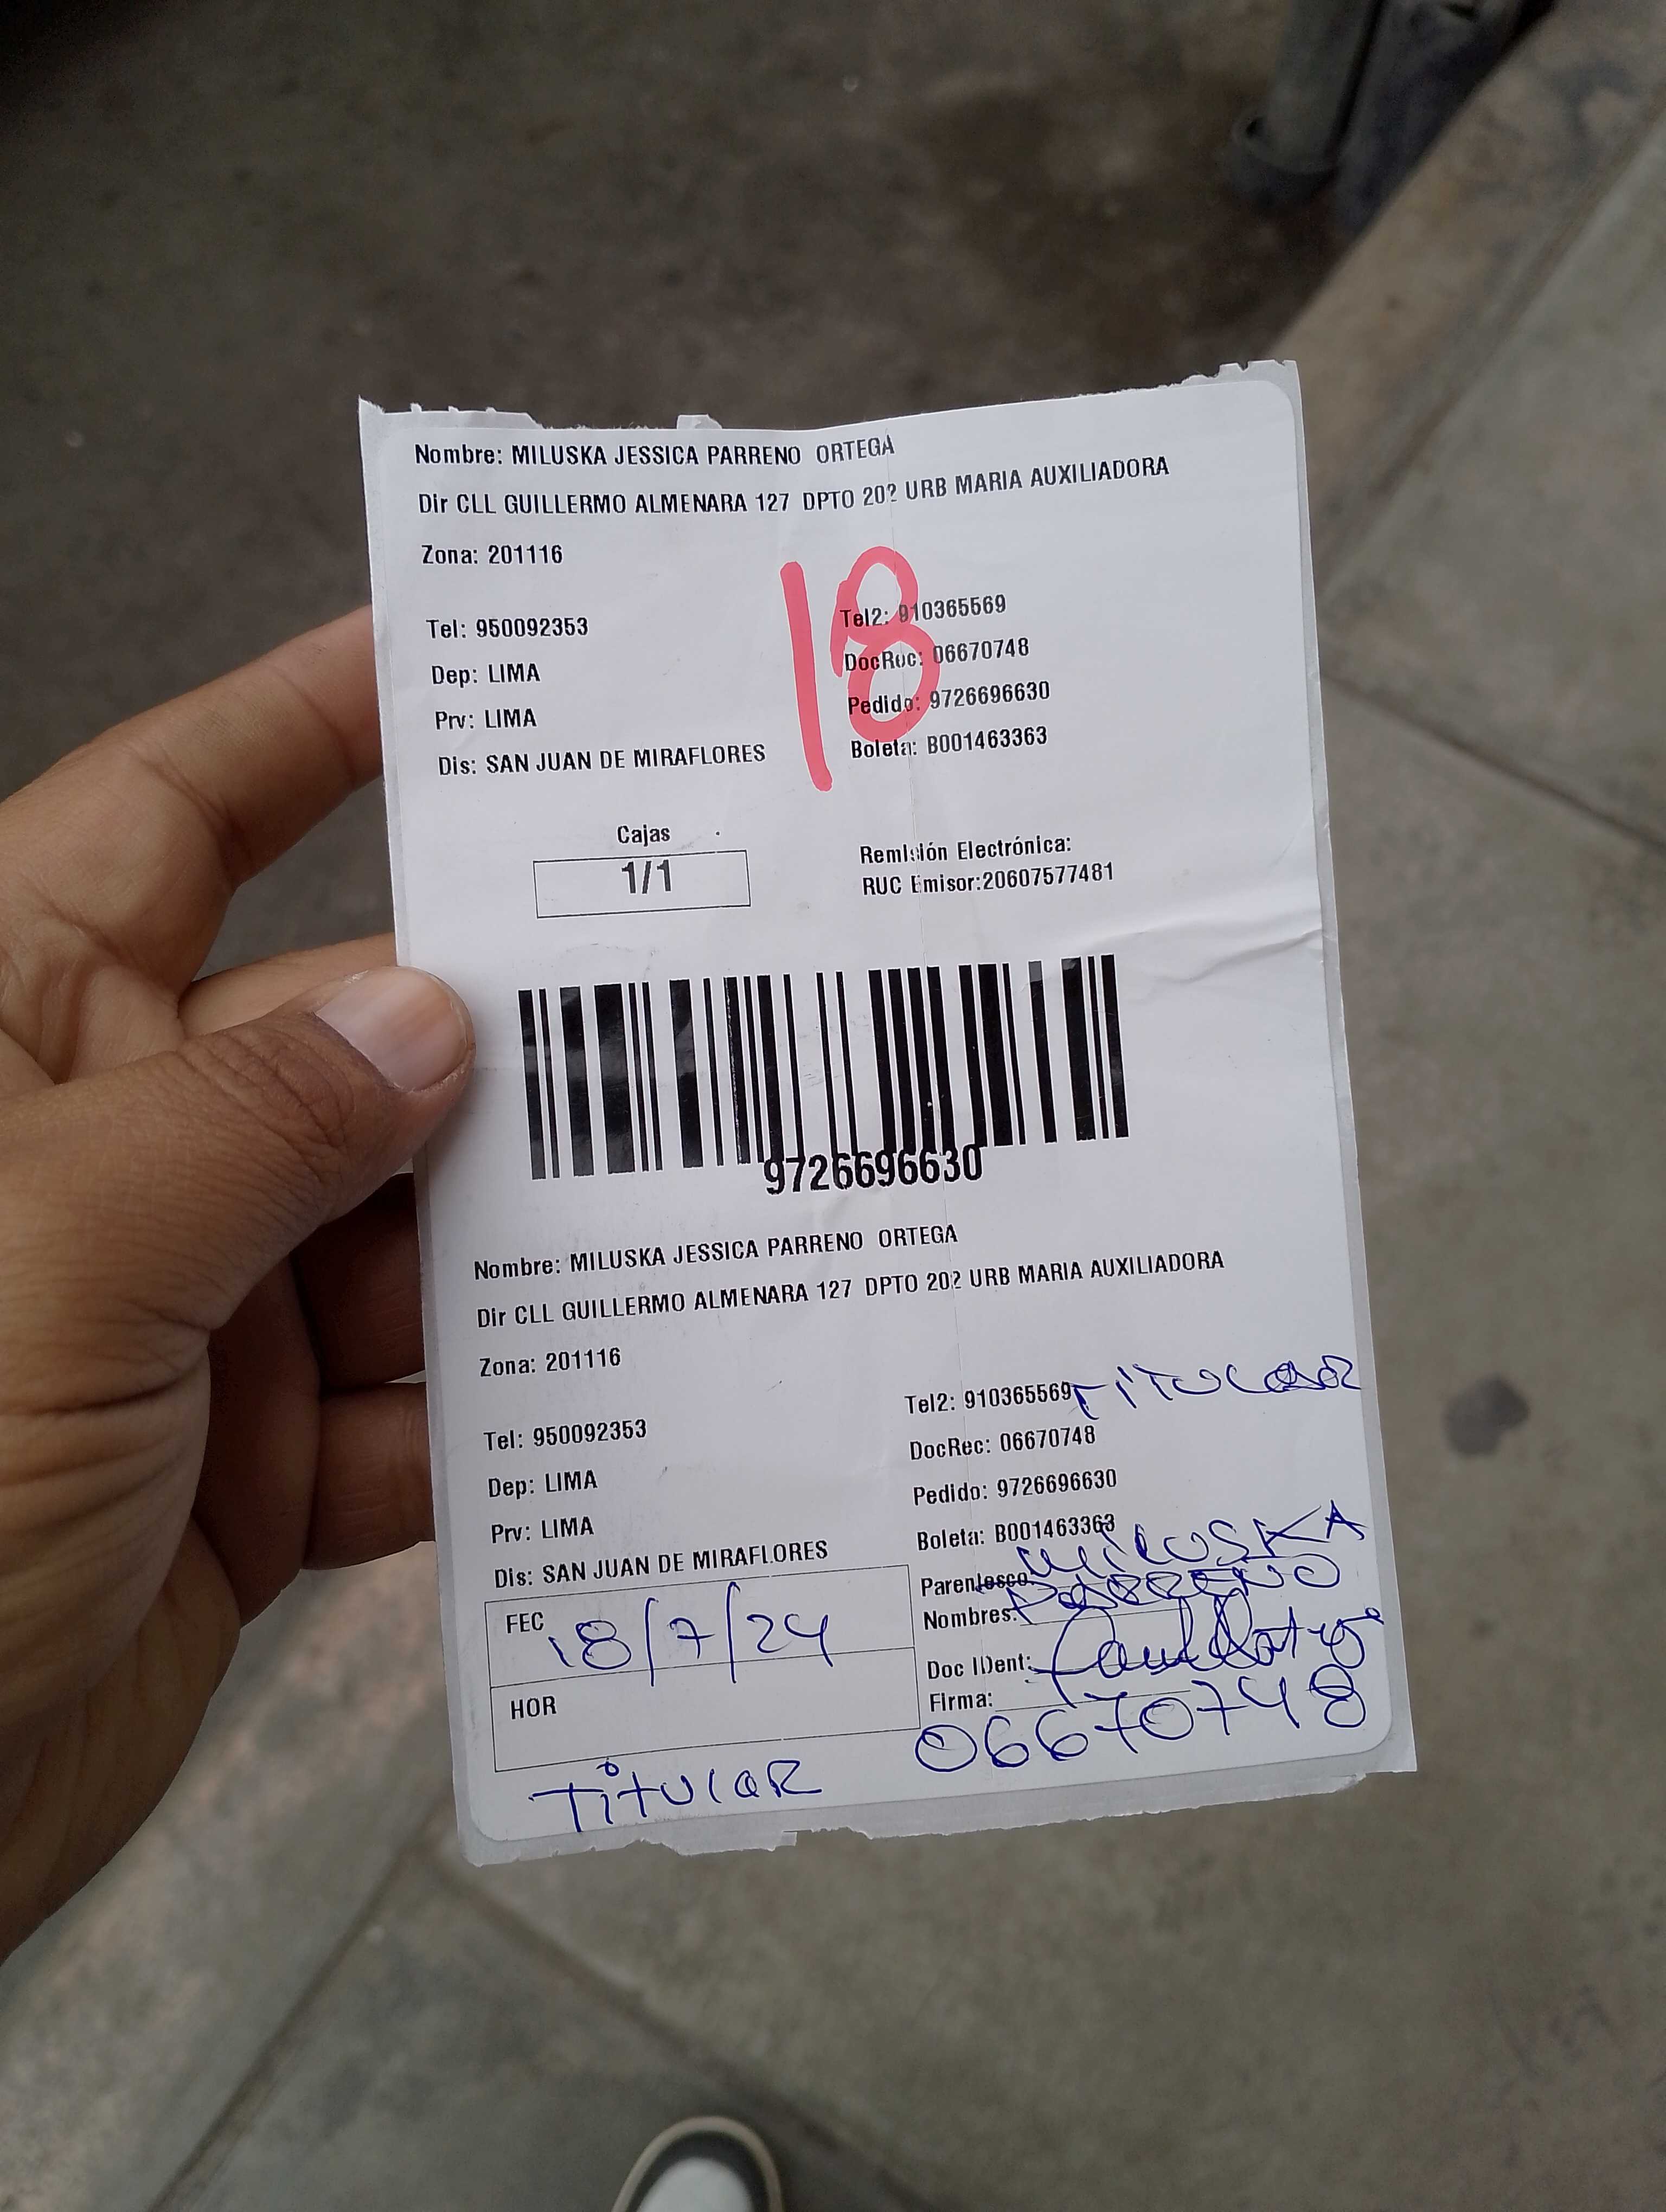 Nombre: MILUSKA JESSICA PARRENO ORTEGA
Dir CLL GUILLERMO ALMENARA 127 DPTO 202 URB MARIA AUXILIADORA
Zona: 201116
18
Tel: 950092353 Tel2: 910365569
Dep: LIMA DocRec: 06670748
Prv: LIMA Pedido: 9726696630
Dis: SAN JUAN DE MIRAFLORES Boleta: B001463363
Cajas
1/1
Remisión Electrónica:
RUC Emisor:20607577481
9726696630
Nombre: MILUSKA JESSICA PARRENO ORTEGA
Dir CLL GUILLERMO ALMENARA 127 DPTO 202 URB MARIA AUXILIADORA
Zona: 201116
Tel: 950092353 Tel2: 910365569 TITULAR
Dep: LIMA DocRec: 06670748
Prv: LIMA Pedido: 9726696630
Dis: SAN JUAN DE MIRAFLORES Boleta: B001463363
Parentesco: MILUSKA
Nombres: PARREÑO
FEC 18/7/24
Doc IDent:
Firma:
HOR
06670748
TITULAR